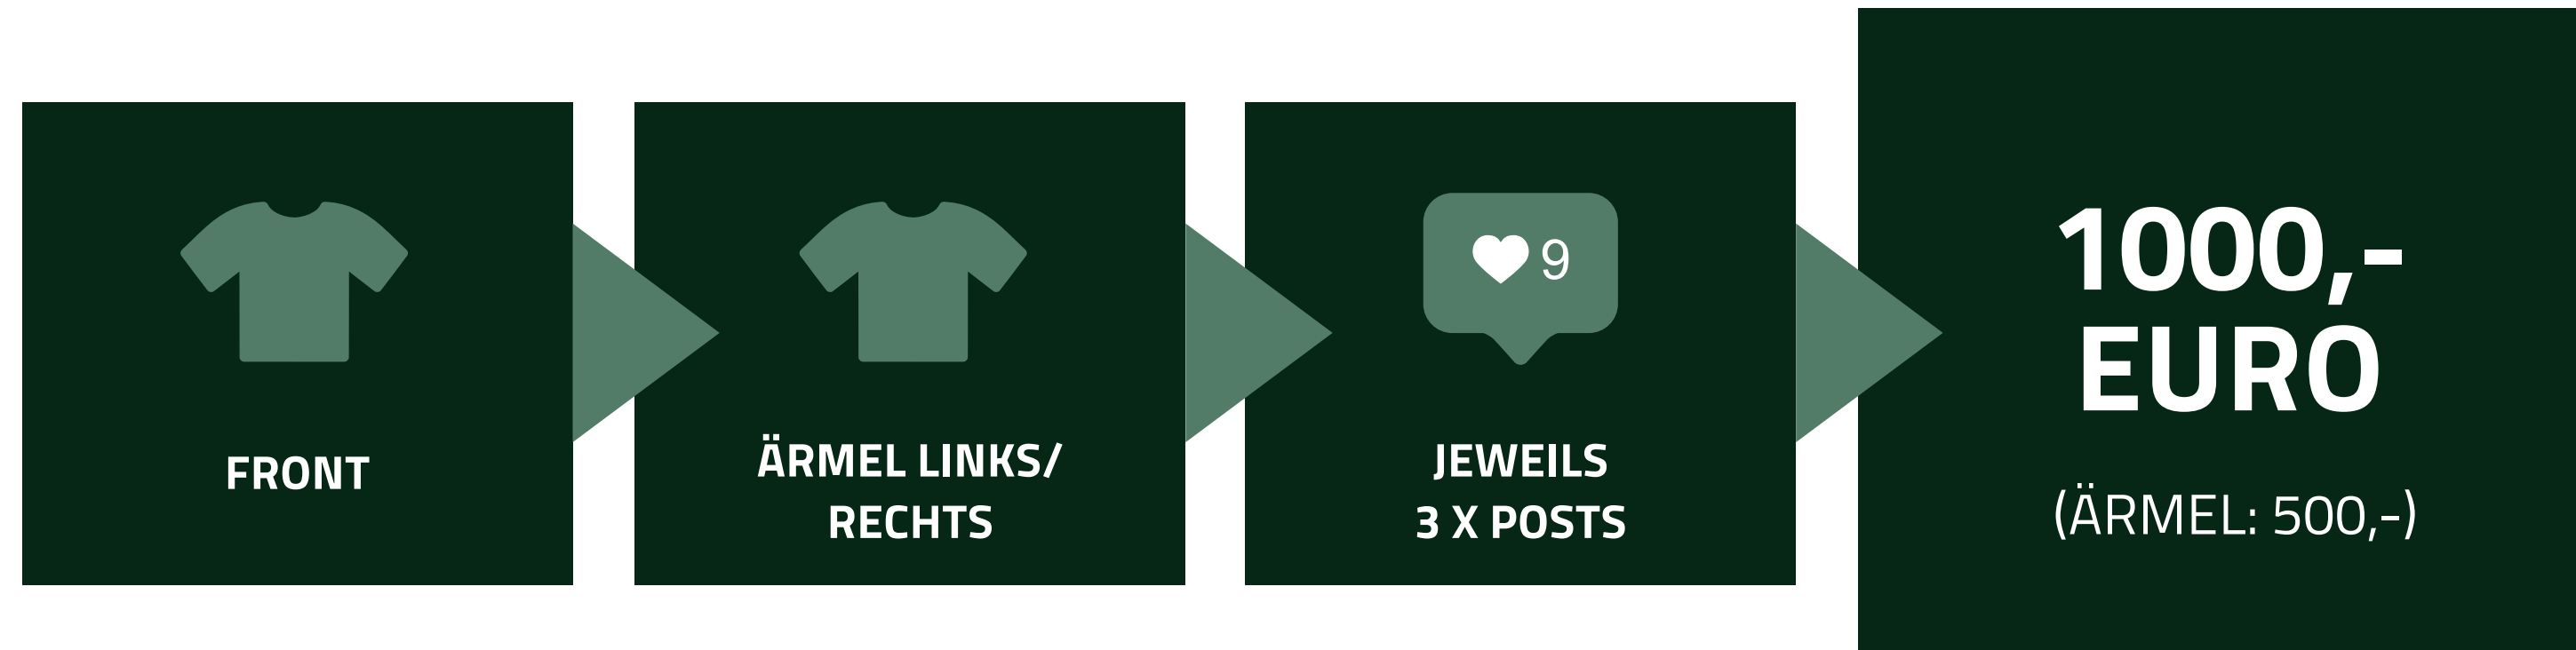 FRONT
ÄRMEL LINKS/
RECHTS
9
JEWEILS
3 X POSTS
1000,-
EURO
(ÄRMEL: 500,-)